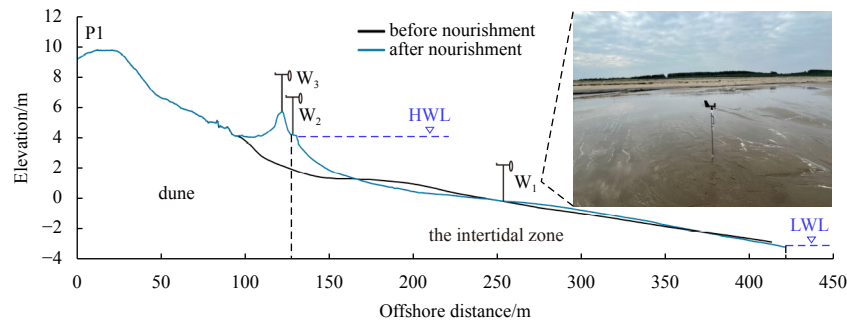 P1
before nourishment
after nourishment
W3
W2
HWL
W1
dune
the intertidal zone
LWL
Elevation/m
12
10
8
6
4
2
0
−2
−4
0 50 100 150 200 250 300 350 400 450
Offshore distance/m